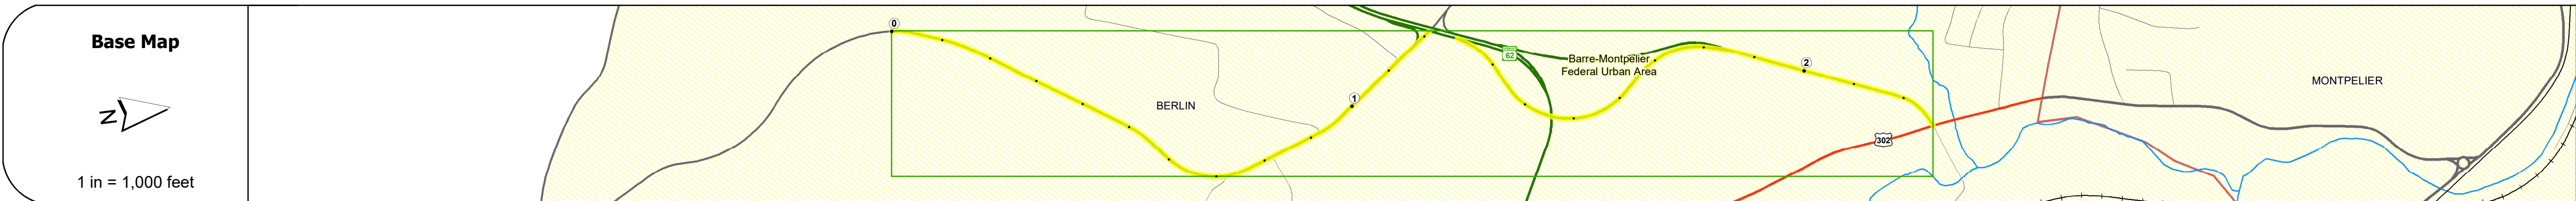 Base Map
N
1 in = 1,000 feet
0
BERLIN
1
62
Barre-Montpelier
Federal Urban Area
2
302
MONTPELIER